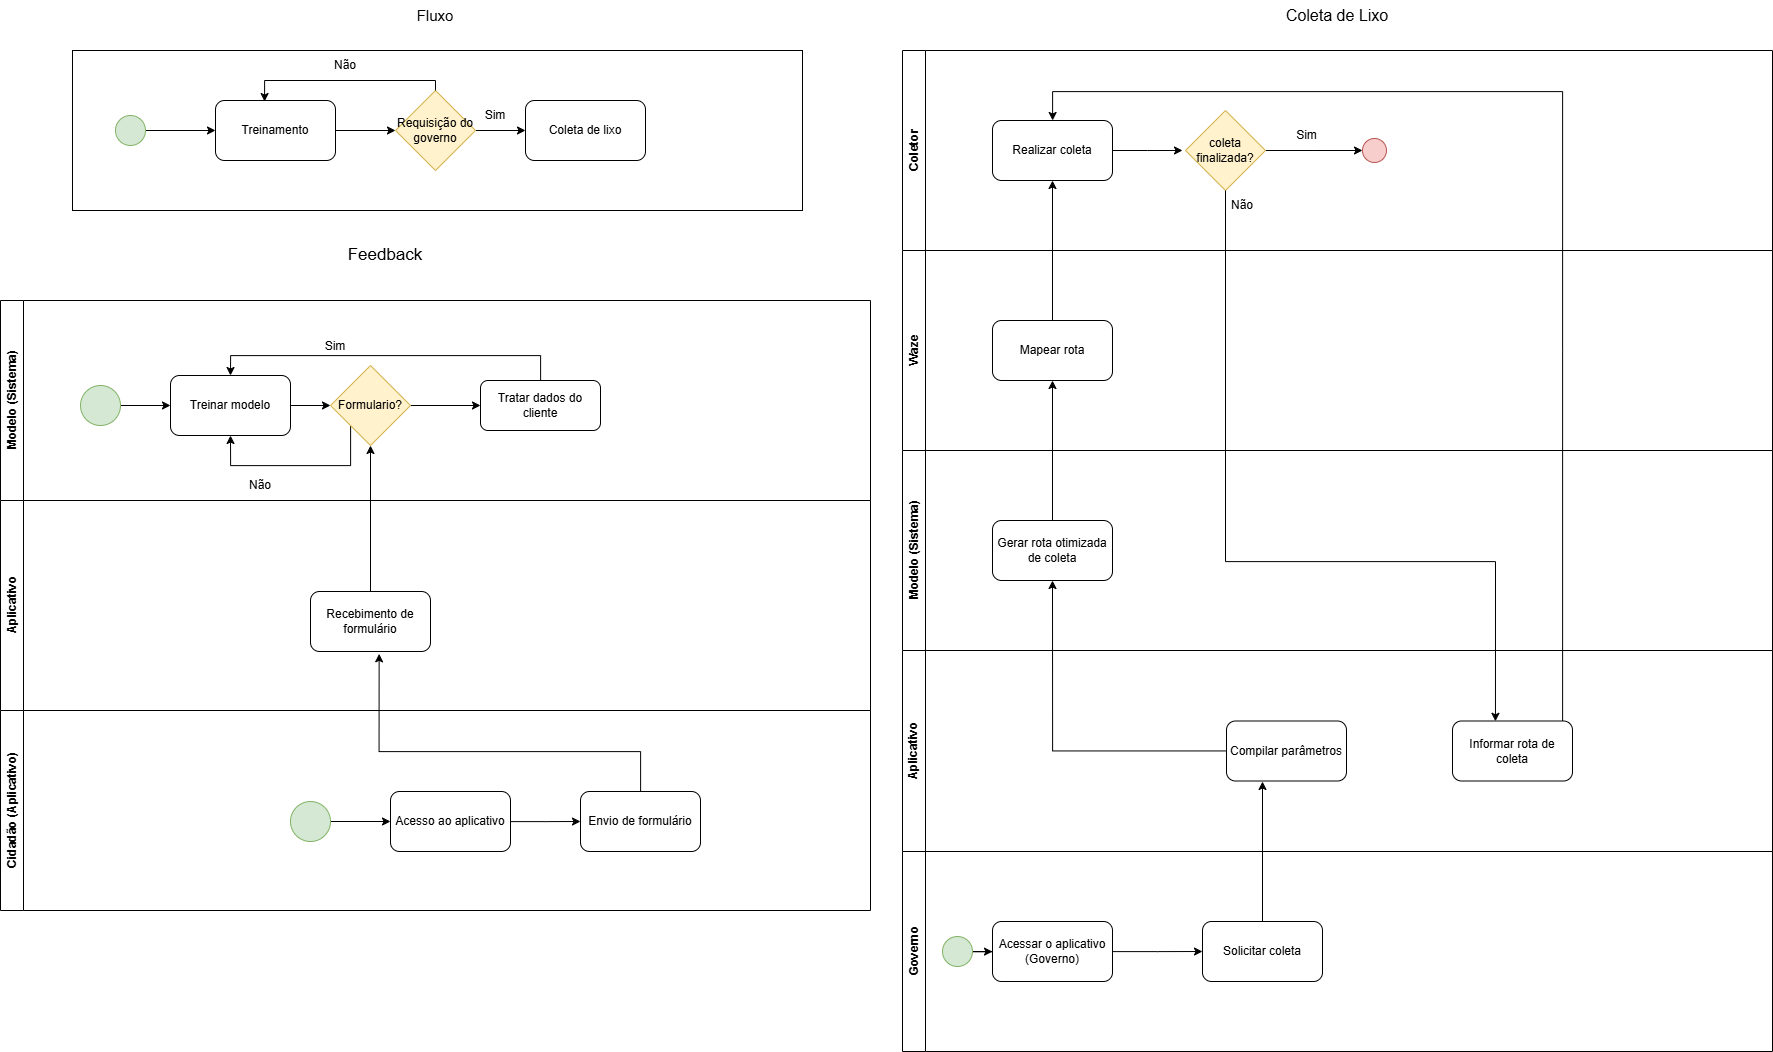 Fluxo
Não
Treinamento
Requisição do
governo
Sim
Coleta de lixo
Feedback
Modelo (Sistema)
Sim
Treinar modelo
Formulario?
Tratar dados do
cliente
Não
Aplicativo
Recebimento de
formulário
Cidadão (Aplicativo)
Acesso ao aplicativo
Envio de formulário
Coleta de Lixo
Coletor
Realizar coleta
coleta
finalizada?
Sim
Não
Waze
Mapear rota
Modelo (Sistema)
Gerar rota otimizada
de coleta
Aplicativo
Compilar parâmetros
Informar rota de
coleta
Governo
Acessar o aplicativo
(Governo)
Solicitar coleta